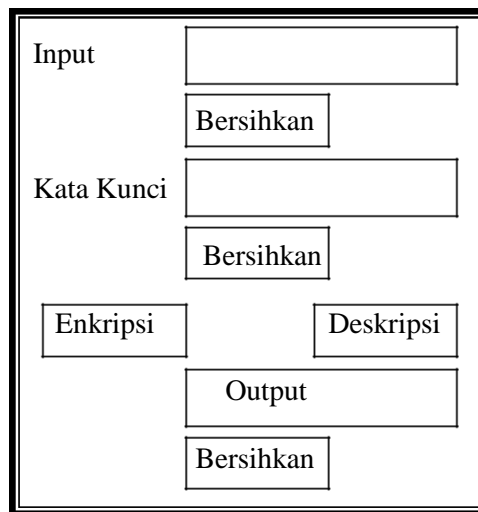 Input
Bersihkan
Kata Kunci
Bersihkan
Enkripsi Deskripsi
Output
Bersihkan